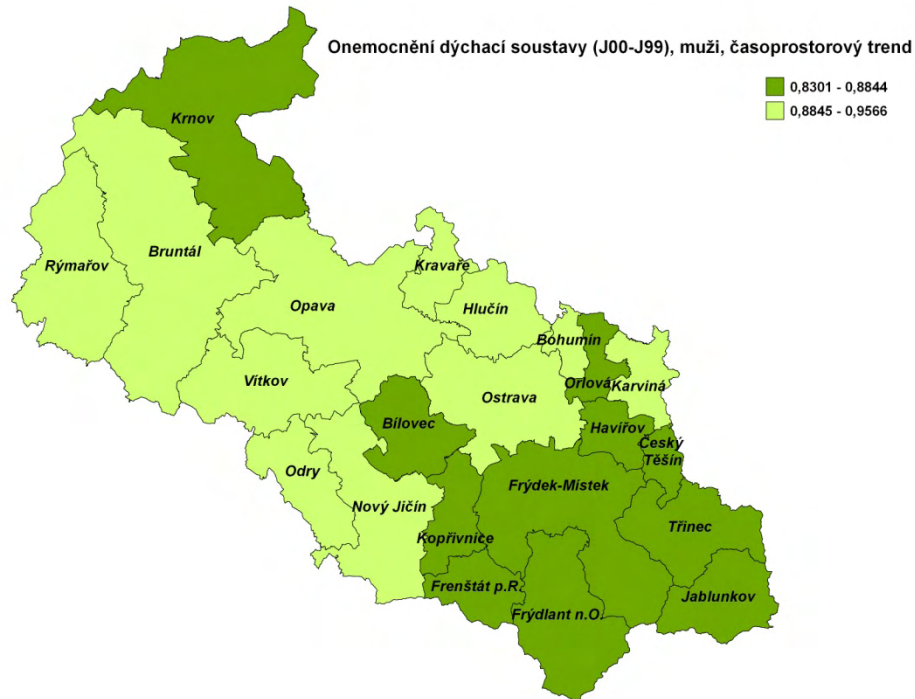 Onemocnění dýchací soustavy (J00-J99), muži, časoprostorový trend
0,8301 - 0,8844
0,8845 - 0,9566
Krnov
Rýmařov
Bruntál
Kravaře
Opava
Hlučín
Bohumín
Vítkov
Ostrava
Orlová
Karviná
Bílovec
Havířov
Český
Těšín
Odry
Nový Jičín
Frýdek-Místek
Kopřivnice
Třinec
Frenštát p.R.
Frýdlant n.O.
Jablunkov